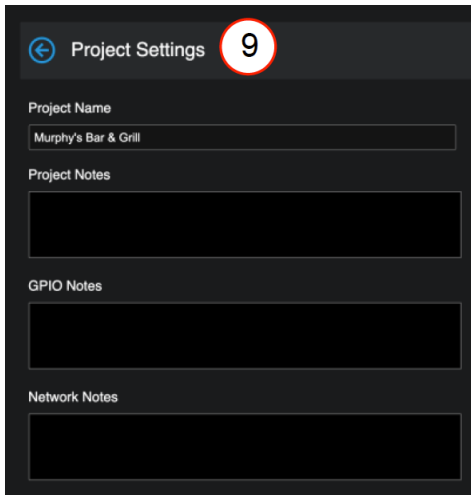 Project Settings 9
Project Name
Murphy's Bar & Grill
Project Notes
GPIO Notes
Network Notes